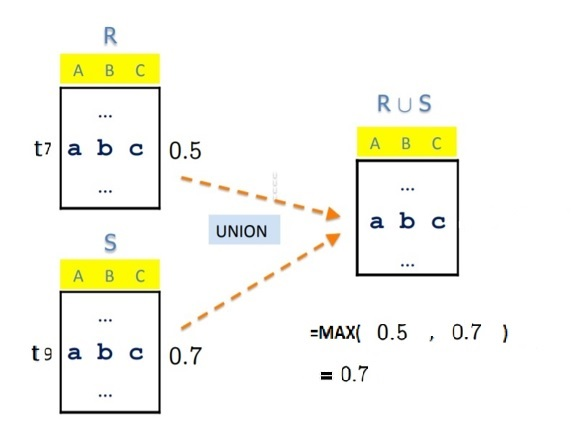 R
A B C
...
t7 a b c 0.5
...
UNION
S
A B C
...
t9 a b c 0.7
...
R ∪ S
A B C
...
a b c
...
=MAX( 0.5 , 0.7 )
= 0.7